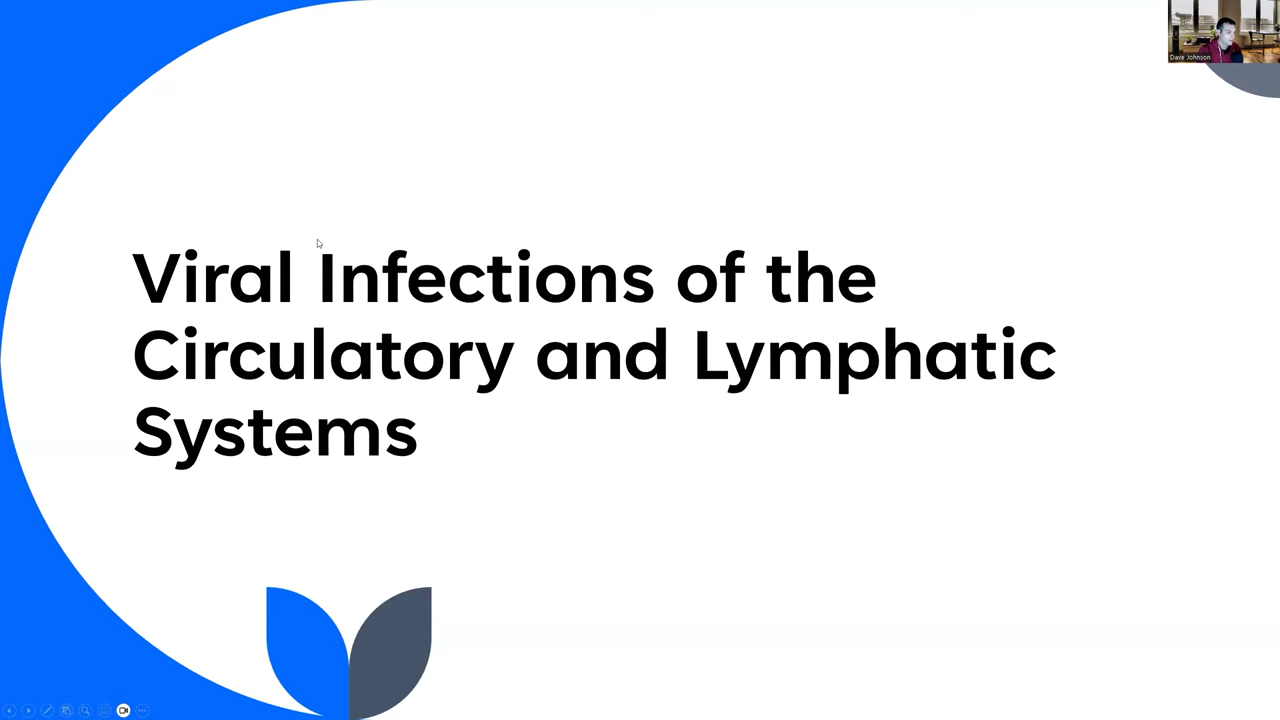 Dave Johnson
Viral Infections of the
Circulatory and Lymphatic
Systems